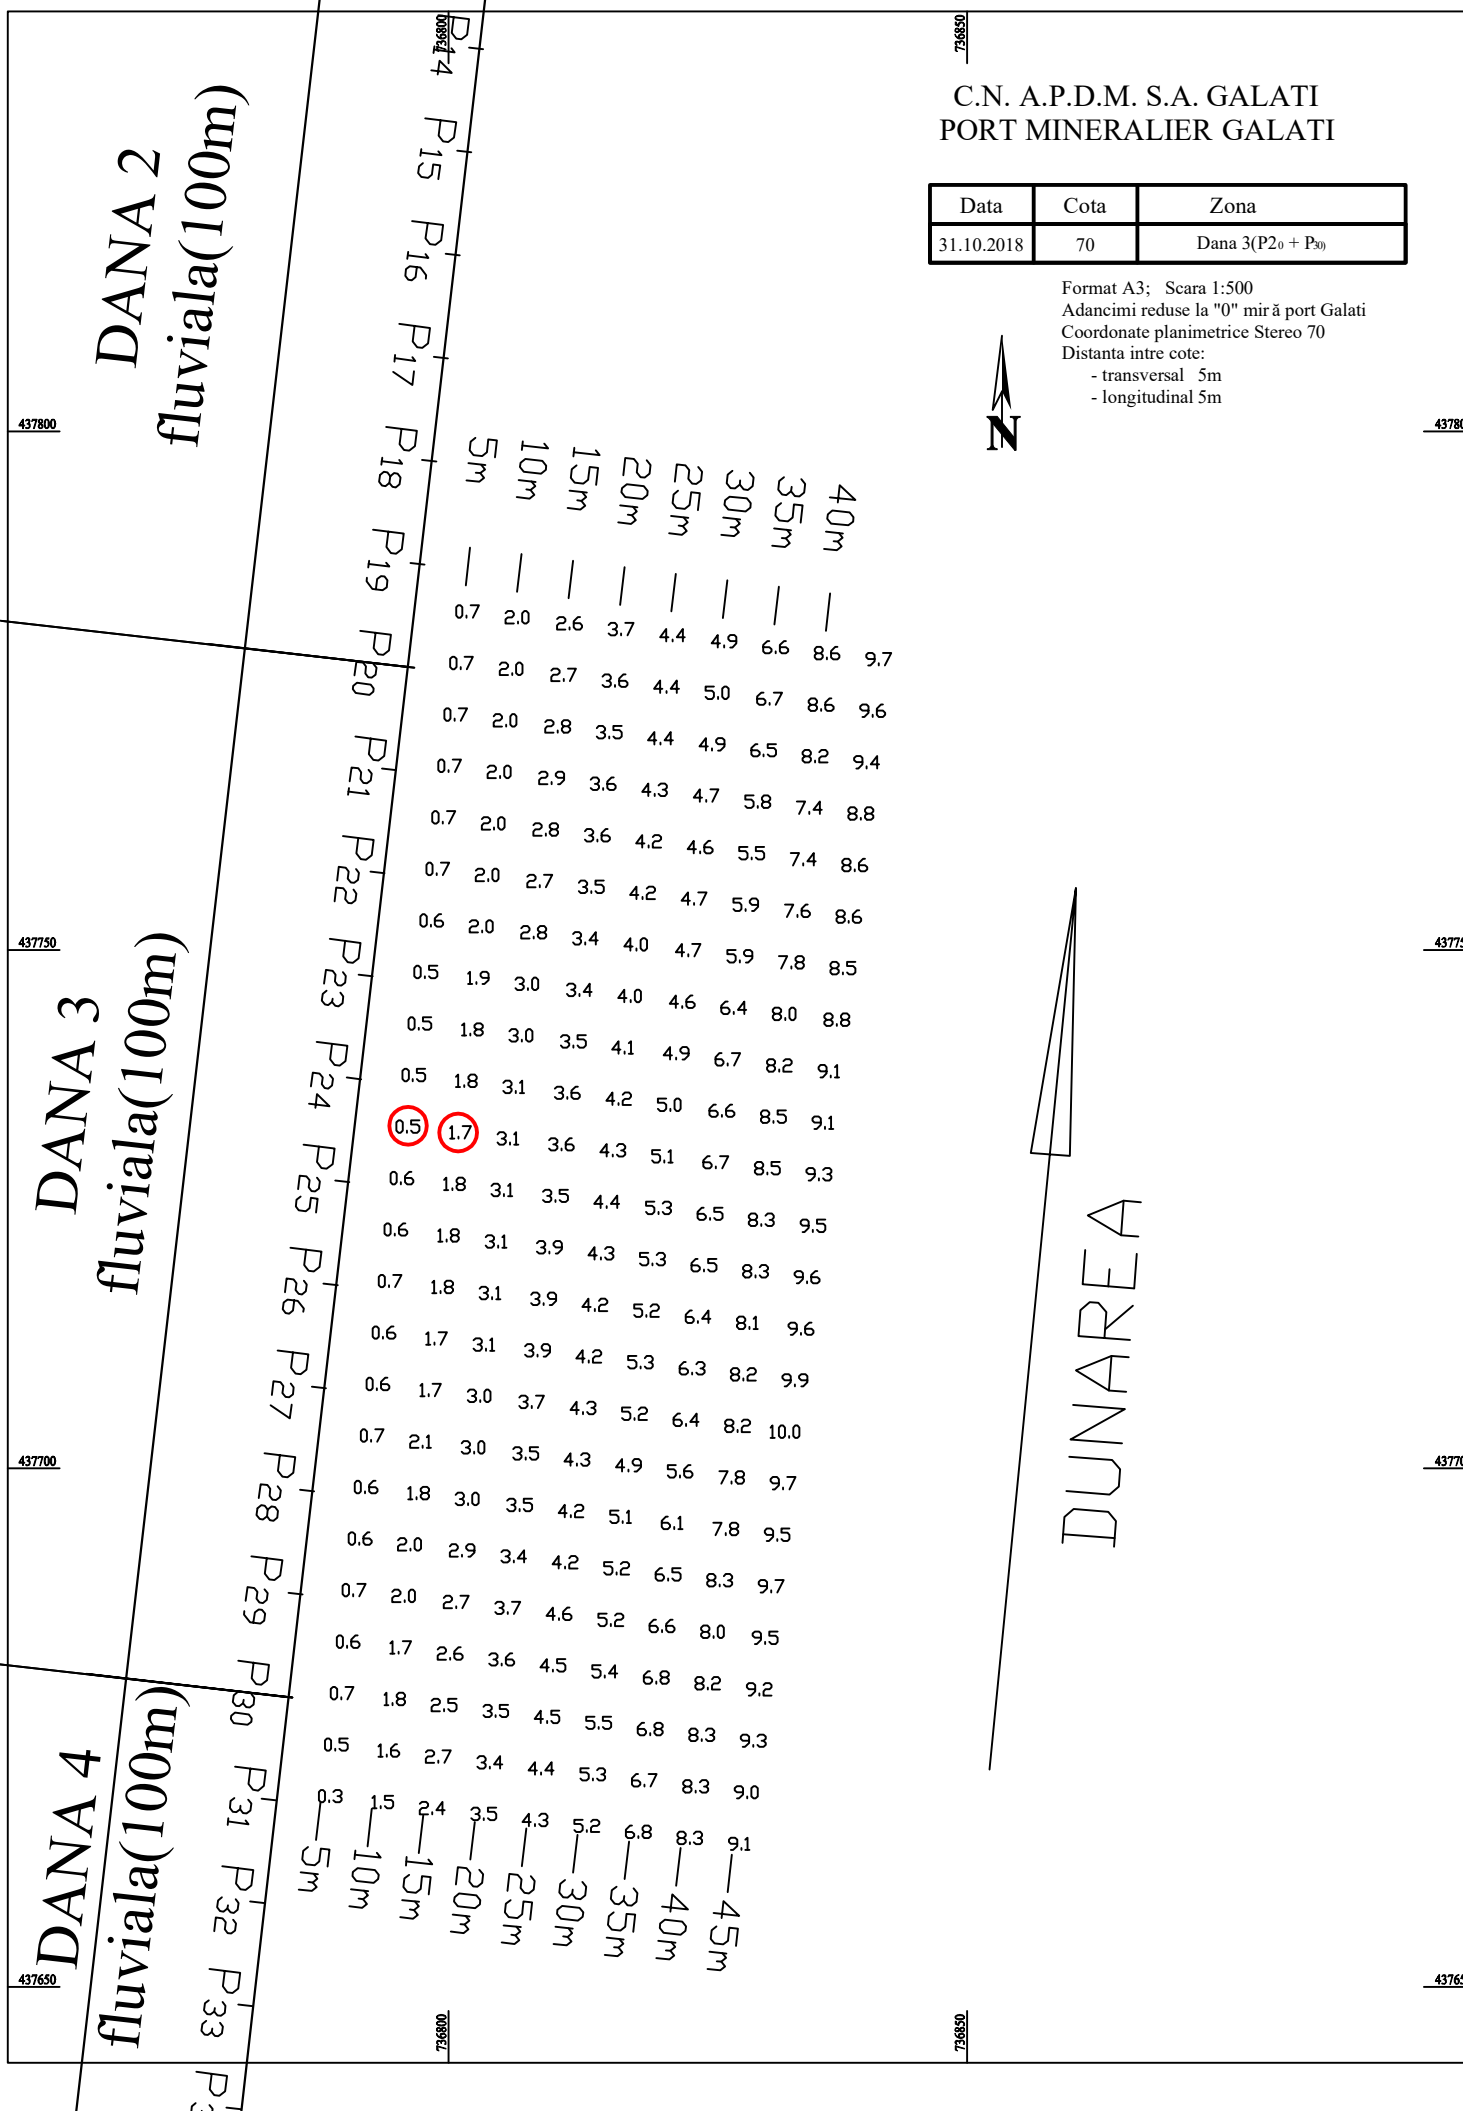 736800
736850
C.N. A.P.D.M. S.A. GALATI
PORT MINERALIER GALATI
Data Cota Zona
31.10.2018 70 Dana 3(P20 + P30)
Format A3; Scara 1:500
Adancimi reduse la "0" miră port Galati
Coordonate planimetrice Stereo 70
Distanta intre cote:
- transversal 5m
- longitudinal 5m
N
DANA 2
fluviala(100m)
DANA 3
fluviala(100m)
DANA 4
fluviala(100m)
437800
437750
437700
437650
P14
P15
P16
P17
P18
P19
P20
P21
P22
P23
P24
P25
P26
P27
P28
P29
P30
P31
P32
P33
5m 10m 15m 20m 25m 30m 35m 40m
0.7 2.0 2.6 3.7 4.4 4.9 6.6 8.6 9.7
0.7 2.0 2.7 3.6 4.4 5.0 6.7 8.6 9.6
0.7 2.0 2.8 3.5 4.4 4.9 6.5 8.2 9.4
0.7 2.0 2.9 3.6 4.3 4.7 5.8 7.4 8.8
0.7 2.0 2.8 3.6 4.2 4.6 5.5 7.4 8.6
0.7 2.0 2.7 3.5 4.2 4.7 5.9 7.6 8.6
0.6 2.0 2.8 3.4 4.0 4.7 5.9 7.8 8.5
0.5 1.9 3.0 3.4 4.0 4.6 6.4 8.0 8.8
0.5 1.8 3.0 3.5 4.1 4.9 6.7 8.2 9.1
0.5 1.8 3.1 3.6 4.2 5.0 6.6 8.5 9.1
0.5 1.7 3.1 3.6 4.3 5.1 6.7 8.5 9.3
0.6 1.8 3.1 3.5 4.4 5.3 6.5 8.3 9.5
0.6 1.8 3.1 3.9 4.3 5.3 6.5 8.3 9.6
0.7 1.8 3.1 3.9 4.2 5.2 6.4 8.1 9.6
0.6 1.7 3.1 3.9 4.2 5.3 6.3 8.2 9.9
0.6 1.7 3.0 3.7 4.3 5.2 6.4 8.2 10.0
0.7 2.1 3.0 3.5 4.3 4.9 5.6 7.8 9.7
0.6 1.8 3.0 3.5 4.2 5.1 6.1 7.8 9.5
0.6 2.0 2.9 3.4 4.2 5.2 6.5 8.3 9.7
0.7 2.0 2.7 3.7 4.6 5.2 6.6 8.0 9.5
0.6 1.7 2.6 3.6 4.5 5.4 6.8 8.2 9.2
0.7 1.8 2.5 3.5 4.5 5.5 6.8 8.3 9.3
0.5 1.6 2.7 3.4 4.4 5.3 6.7 8.3 9.0
0.3 1.5 2.4 3.5 4.3 5.2 6.8 8.3 9.1
5m 10m 15m 20m 25m 30m 35m 40m 45m
DUNAREA
736800
736850